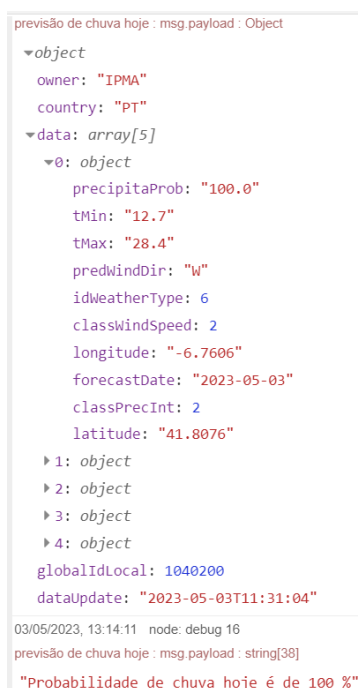 previsão de chuva hoje : msg.payload : Object
▾object
owner: "IPMA"
country: "PT"
▾data: array[5]
▾0: object
precipitaProb: "100.0"
tMin: "12.7"
tMax: "28.4"
predWindDir: "W"
idWeatherType: 6
classWindSpeed: 2
longitude: "-6.7606"
forecastDate: "2023-05-03"
classPrecInt: 2
latitude: "41.8076"
▸1: object
▸2: object
▸3: object
▸4: object
globalIdLocal: 1040200
dataUpdate: "2023-05-03T11:31:04"
03/05/2023, 13:14:11 node: debug 16
previsão de chuva hoje : msg.payload : string[38]
"Probabilidade de chuva hoje é de 100 %"